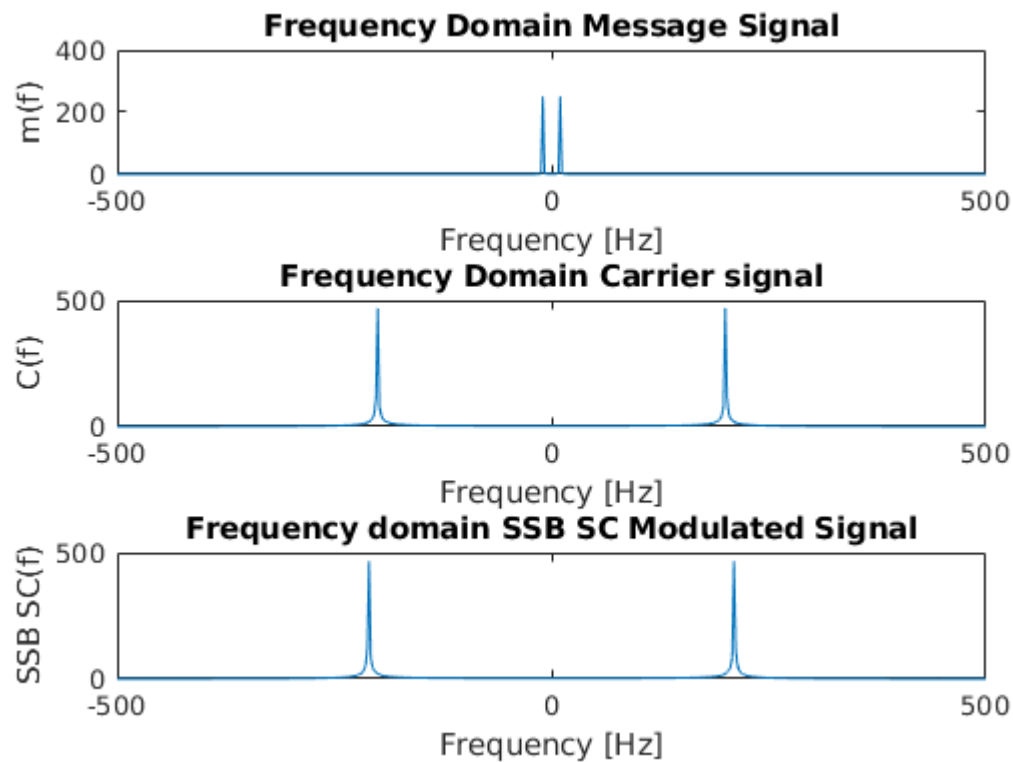 Frequency Domain Message Signal
400
200
0
m(f)
-500
0
500
Frequency [Hz]
Frequency Domain Carrier signal
500
0
C(f)
-500
0
500
Frequency [Hz]
Frequency domain SSB SC Modulated Signal
500
0
SSB SC(f)
-500
0
500
Frequency [Hz]